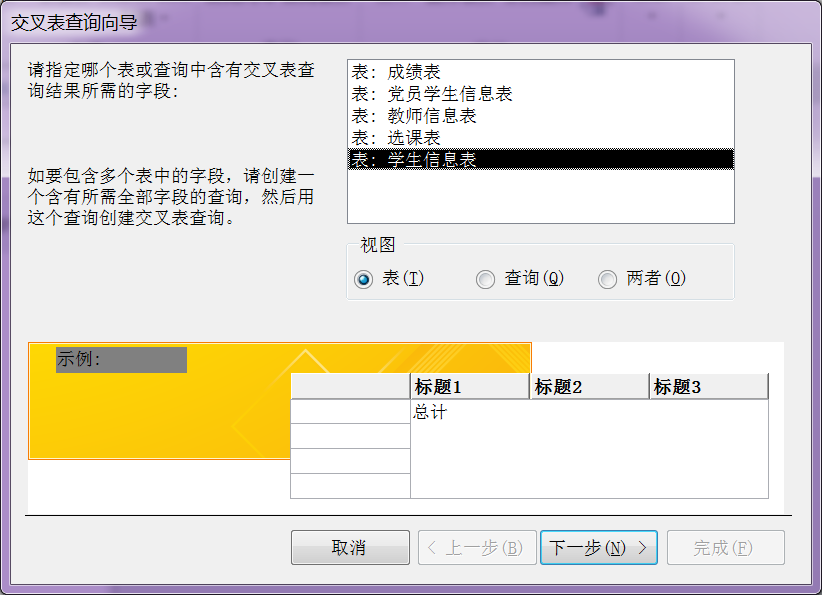 交叉表查询向导
请指定哪个表或查询中含有交叉表查
询结果所需的字段:
如要包含多个表中的字段，请创建一
个含有所需全部字段的查询，然后用
这个查询创建交叉表查询。
表: 成绩表
表: 党员学生信息表
表: 教师信息表
表: 选课表
表: 学生信息表
视图
表(T)
查询(Q)
两者(O)
示例:
标题1
标题2
标题3
总计
取消
< 上一步(B)
下一步(N) >
完成(F)